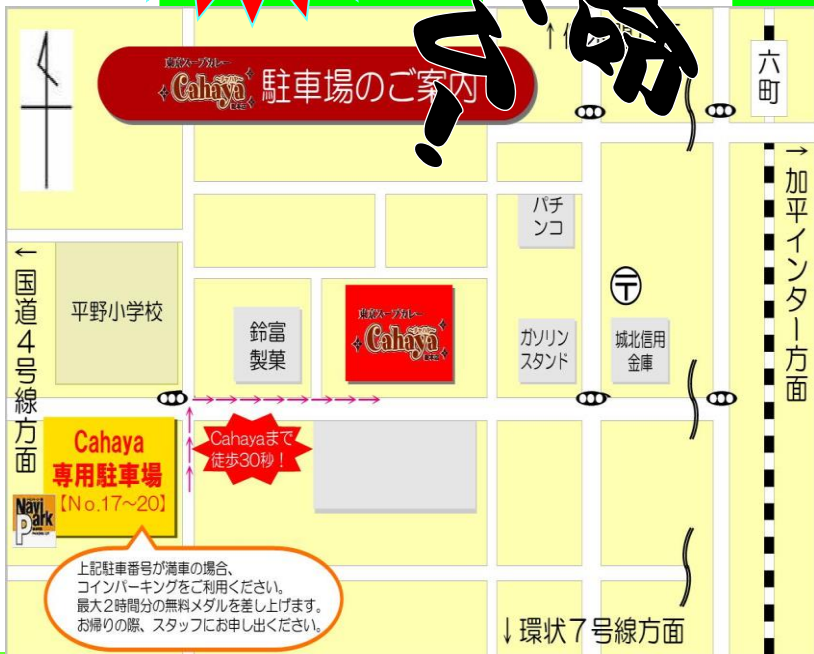 東京スープカレー
Cahaya
駐車場のご案内
六町
→加平インター方面
パチンコ
←国道4号線方面
平野小学校
鈴富
製菓
東京スープカレー
Cahaya
ガソリン
スタンド
〒
城北信用
金庫
Cahaya
専用駐車場
【No.17~20】
Cahayaまで
徒歩30秒!
Navi
Park
上記駐車番号が満車の場合、
コインパーキングをご利用ください。
最大2時間分の無料メダルを差し上げます。
お帰りの際、スタッフにお申し出ください。
↓環状7号線方面